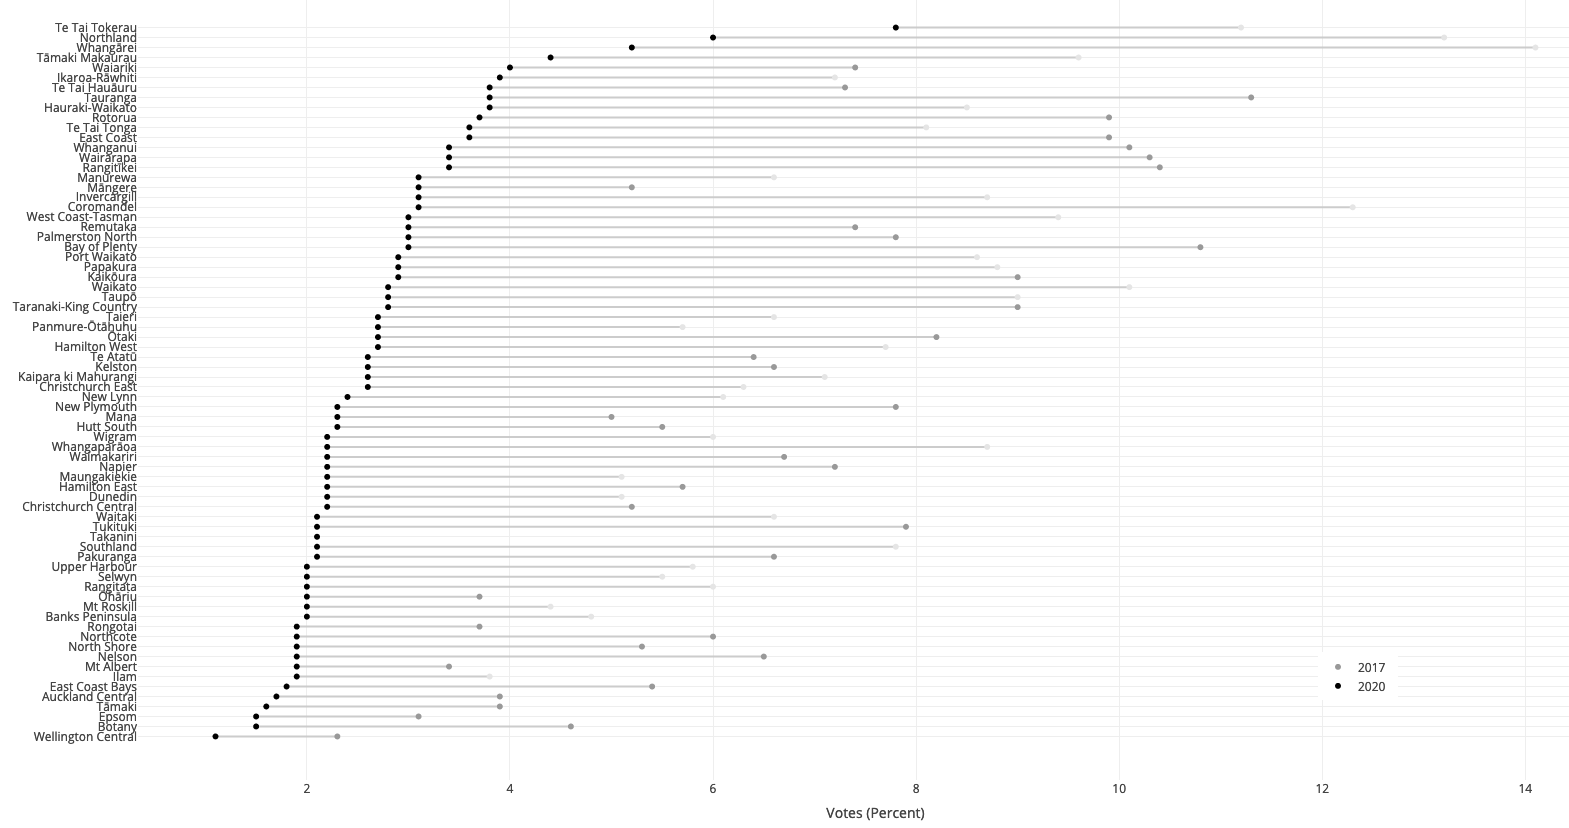 Te Tai Tokerau
Northland
Whangārei
Tāmaki Makaurau
Waiariki
Ikaroa-Rāwhiti
Te Tai Hauāuru
Tauranga
Hauraki-Waikato
Rotorua
Te Tai Tonga
East Coast
Whanganui
Wairarapa
Rangitīkei
Manurewa
Māngere
Invercargill
Coromandel
West Coast-Tasman
Remutaka
Palmerston North
Bay of Plenty
Port Waikato
Papakura
Kaikōura
Waikato
Taupō
Taranaki-King Country
Taieri
Panmure-Ōtāhuhu
Ōtaki
Hamilton West
Te Atatū
Kelston
Kaipara ki Mahurangi
Christchurch East
New Lynn
New Plymouth
Mana
Hutt South
Wigram
Whangaparāoa
Waimakariri
Napier
Maungakiekie
Hamilton East
Dunedin
Christchurch Central
Waitaki
Tukituki
Takanini
Southland
Pakuranga
Upper Harbour
Selwyn
Rangitata
Ōhāriu
Mt Roskill
Banks Peninsula
Rongotai
Northcote
North Shore
Nelson
Mt Albert
Ilam
East Coast Bays
Auckland Central
Tāmaki
Epsom
Botany
Wellington Central
2017
2020
2 4 6 8 10 12 14
Votes (Percent)